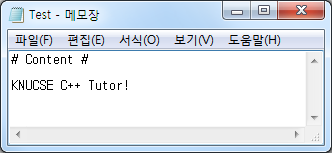 Test - 메모장
파일(F) 편집(E) 서식(O) 보기(V) 도움말(H)
# Content #
KNUCSE C++ Tutor!